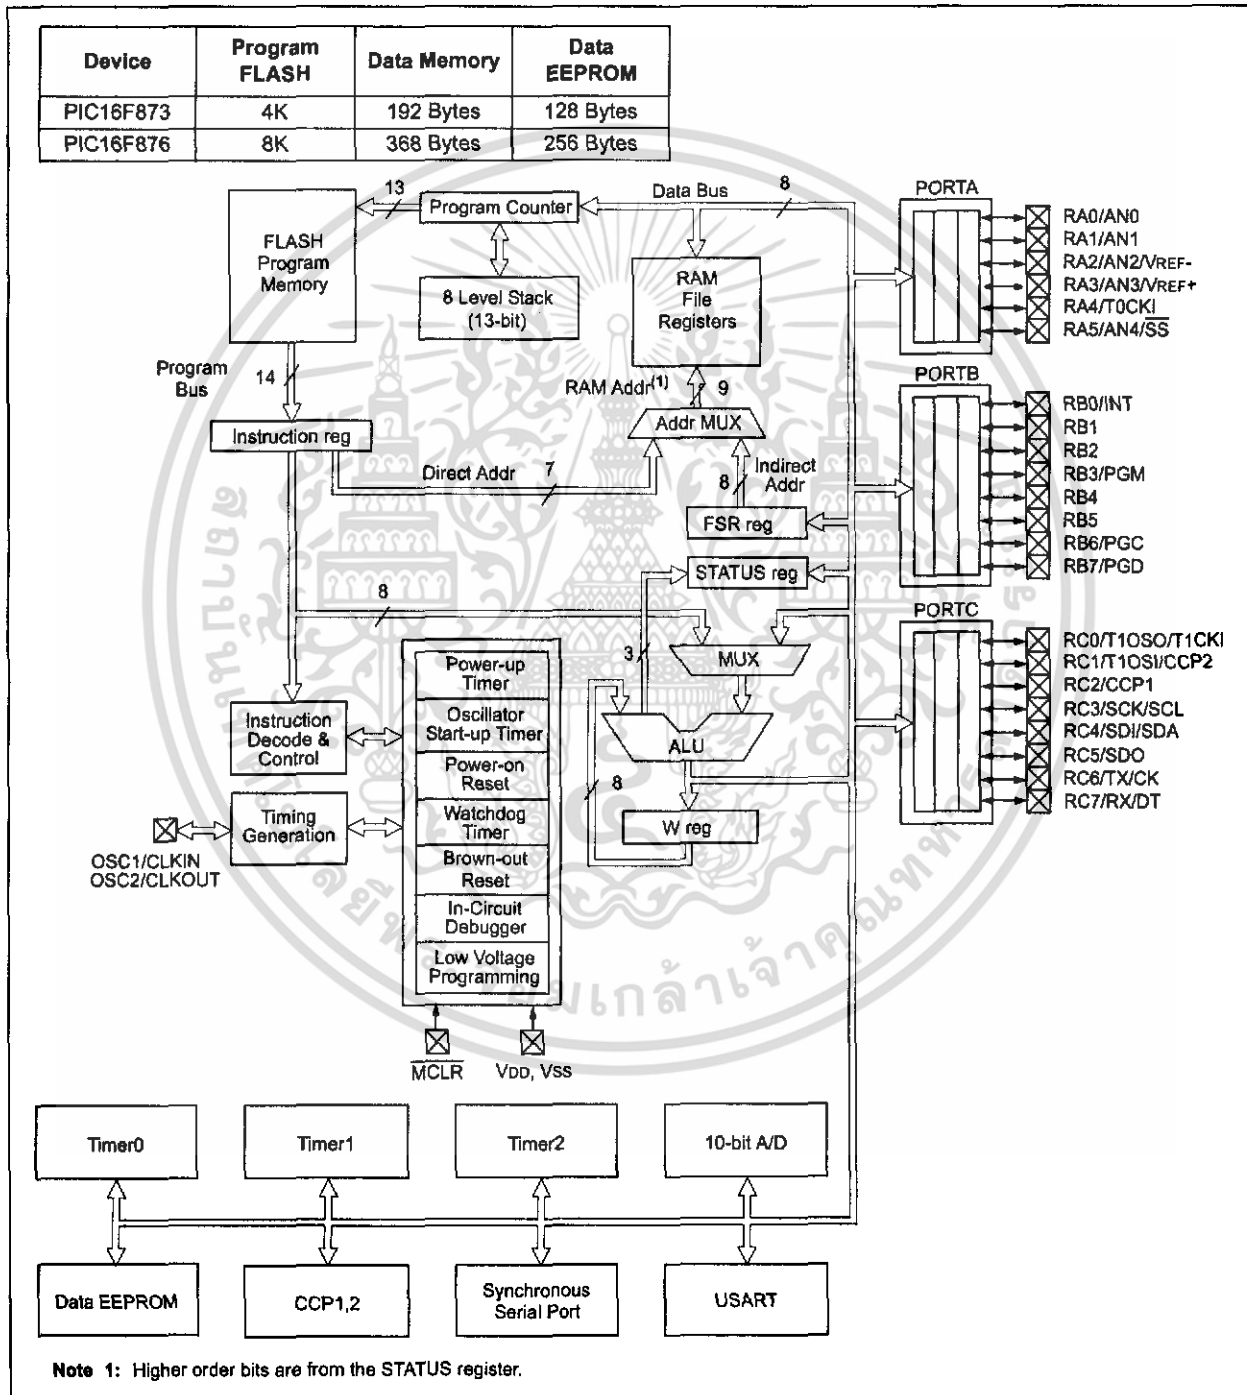 Device Program FLASH Data Memory Data EEPROM
PIC16F873 4K 192 Bytes 128 Bytes
PIC16F876 8K 368 Bytes 256 Bytes
FLASH
Program
Memory
13
Program Counter
Data Bus
8
8 Level Stack
(13-bit)
RAM
File
Registers
Program
Bus
14
RAM Addr(1)
9
Addr MUX
Instruction reg
Direct Addr
7
8
Indirect
Addr
FSR reg
STATUS reg
8
3
MUX
ALU
8
W reg
Power-up
Timer
Oscillator
Start-up Timer
Power-on
Reset
Watchdog
Timer
Brown-out
Reset
In-Circuit
Debugger
Low Voltage
Programming
Instruction
Decode &
Control
Timing
Generation
OSC1/CLKIN
OSC2/CLKOUT
MCLR
VDD, VSS
PORTA
RA0/AN0
RA1/AN1
RA2/AN2/VREF-
RA3/AN3/VREF+
RA4/T0CKI
RA5/AN4/SS
PORTB
RB0/INT
RB1
RB2
RB3/PGM
RB4
RB5
RB6/PGC
RB7/PGD
PORTC
RC0/T1OSO/T1CKI
RC1/T1OSI/CCP2
RC2/CCP1
RC3/SCK/SCL
RC4/SDI/SDA
RC5/SDO
RC6/TX/CK
RC7/RX/DT
Timer0
Timer1
Timer2
10-bit A/D
Data EEPROM
CCP1,2
Synchronous
Serial Port
USART
Note 1: Higher order bits are from the STATUS register.